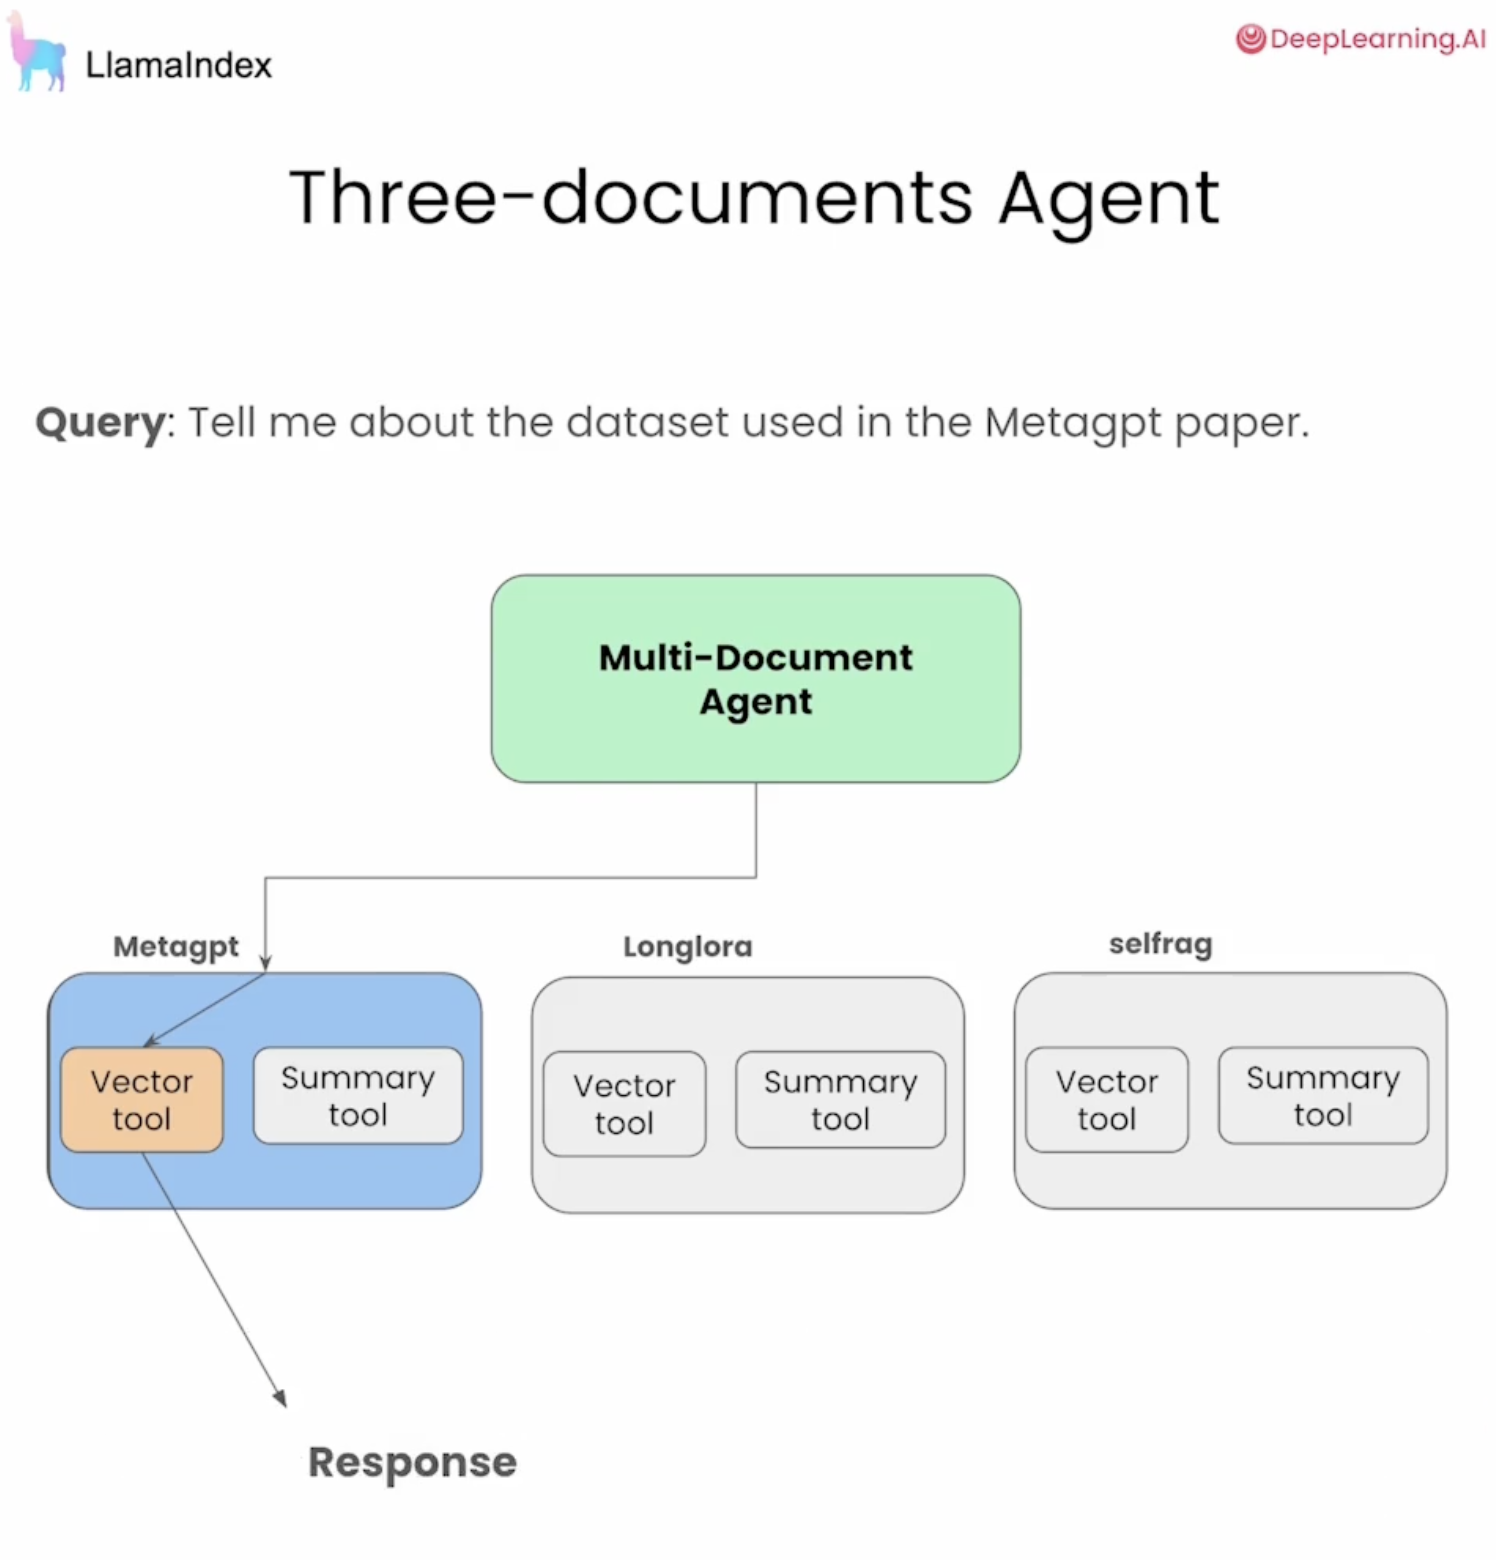 LlamaIndex
DeepLearning.AI
Three-documents Agent
Query: Tell me about the dataset used in the Metagpt paper.
Multi-Document
Agent
Metagpt
Longlora
selfrag
Vector
tool
Summary
tool
Vector
tool
Summary
tool
Vector
tool
Summary
tool
Response